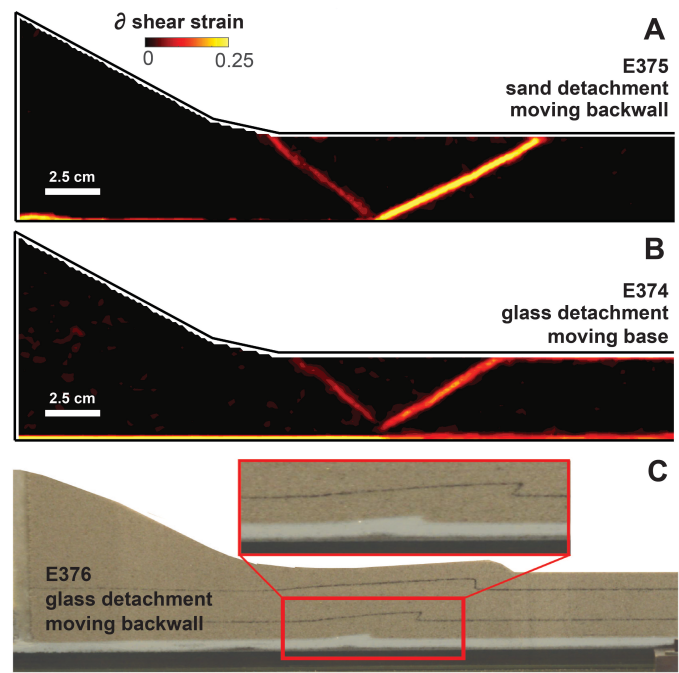 ∂ shear strain
0
0.25
A
E375
sand detachment
moving backwall
2.5 cm
B
E374
glass detachment
moving base
2.5 cm
C
E376
glass detachment
moving backwall